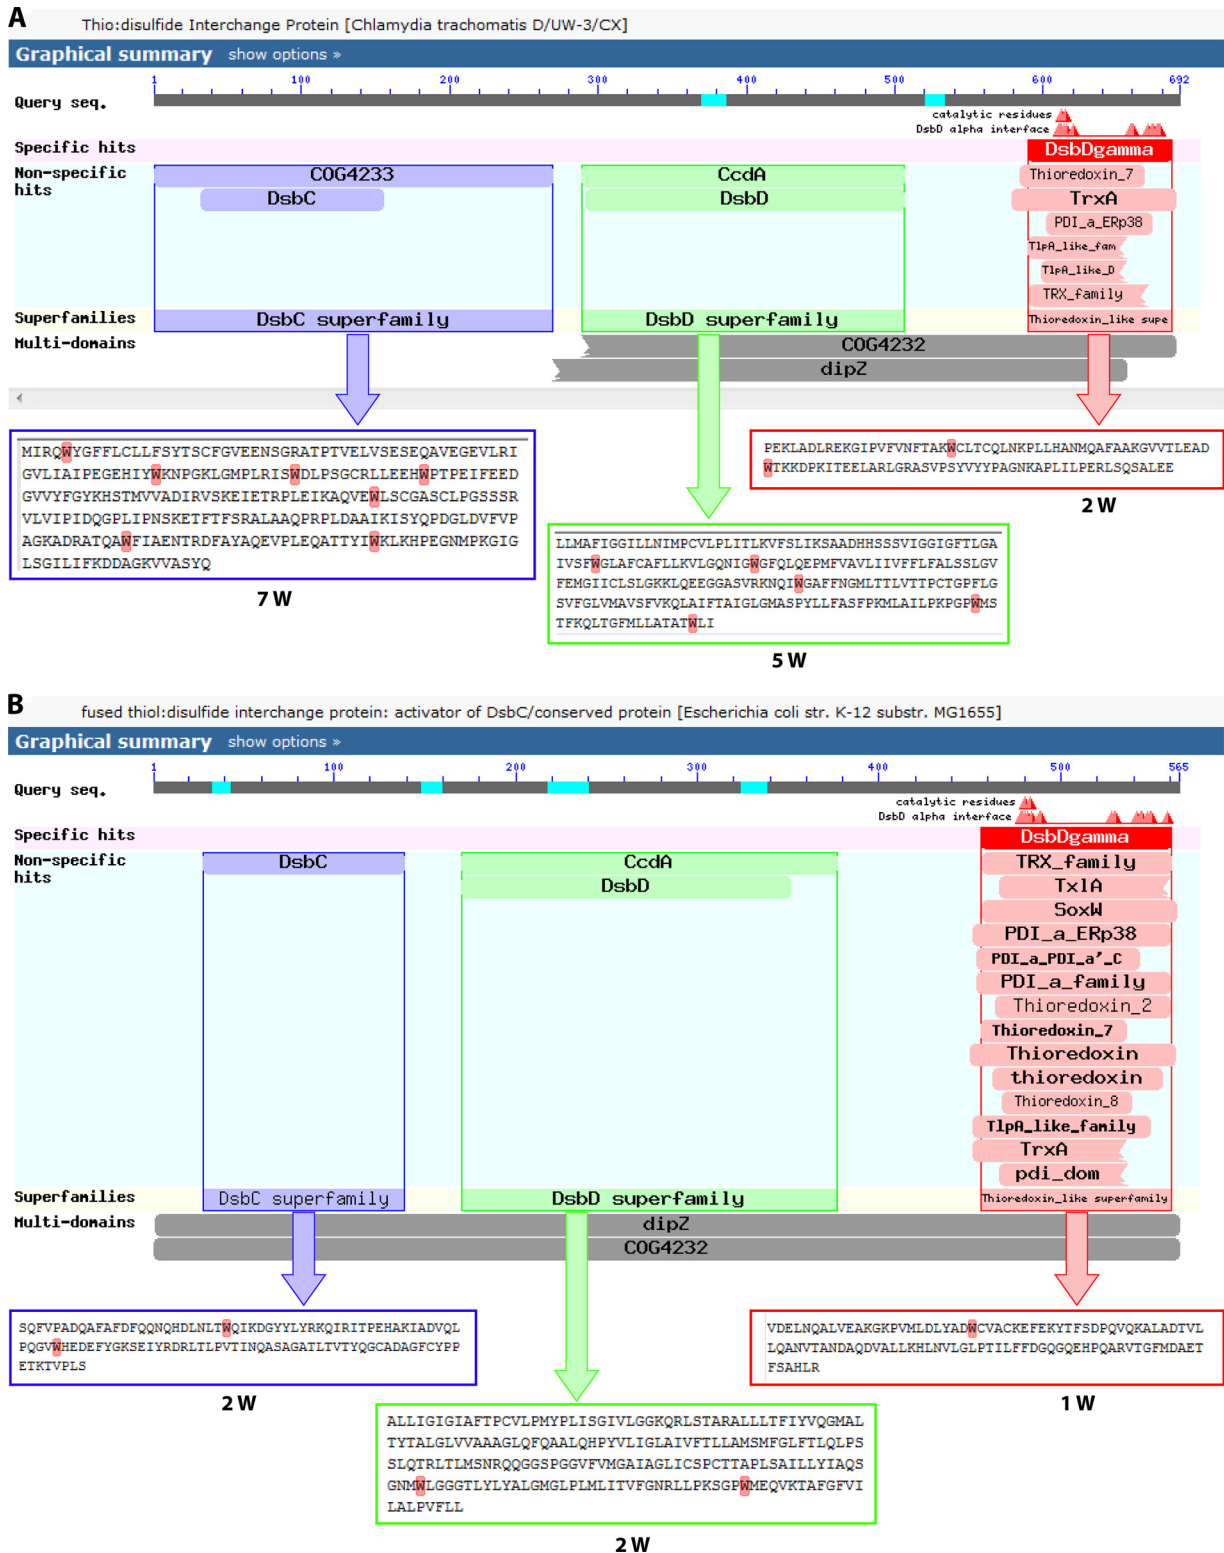 A
Thio:disulfide Interchange Protein [Chlamydia trachomatis D/UW-3/CX]
Graphical summary show options »
1 100 200 300 400 500 600 692
Query seq.
catalytic residues
DsbD alpha interface
Specific hits
DsbDgamma
Non-specific hits
COG4233 CcdA Thioredoxin_7
DsbC DsbD TrxA
PDI_a_ERp38
TlpA_like_fam
TlpA_like_D
TRX_family
Superfamilies
DsbC superfamily DsbD superfamily Thioredoxin_like supe
Multi-domains
COG4232
dipZ
MIRQWYGFFLCLLFSYTSCFGVEENSGRATPTVELVSESEQAVEGEVLRI
GVLIAIPEGEHIYWKNPGKLGMPLRISWDLPSGCRLLEEHWPTPEIFEED
GVVYFGYKHSTMVVADIRVSKEIETRPLEIKAQVEWLSCGASCLPGSSSR
VLVIPIDQGPLIPNSKETFTFSRALAAQPRPLDAAIKISYQPDGLDVFVP
AGKADRATQAWFIAENTRDFAYAQEVPLEQATTYIWKLKHPEGNMPKGIG
LSGILIFKDDAGKVVASYQ
7 W
LLMAFIGGILLNIMPCVLPLITLKVFSLIKSAADHHSSSVIGGIGFTLGA
IVSFWGLAFCAFLLKVLGQNIGWGFQLQEPMFVAVLIIVFFLFALSSLGV
FEMGIICLSLGKKLQEEGGASVRKNQIWGAFFNGMLTTLVTTPCTGPFLG
SVFGLVMAVSFVKQLAIFTAIGLGMASPYLLFASFPKMLAILPKPGPWMS
TFKQLTGFMLLATATWLI
5 W
PEKLADLREKGIPVFVNFTAKWCLTCQLNKPLLHANMQAFAAKGVVTLEAD
WTKKDPKITEELARLGRASVPSYVYYPAGNKAPLILPERLSQSALEE
2 W
B
fused thiol:disulfide interchange protein: activator of DsbC/conserved protein [Escherichia coli str. K-12 substr. MG1655]
Graphical summary show options »
1 100 200 300 400 500 565
Query seq.
catalytic residues
DsbD alpha interface
Specific hits
DsbDgamma
Non-specific hits
DsbC CcdA TRX_family
DsbD TxlA
SoxW
PDI_a_ERp38
PDI_a_PDI_a'_C
PDI_a_family
Thioredoxin_2
Thioredoxin_7
Thioredoxin
thioredoxin
Thioredoxin_8
TlpA_like_family
TrxA
pdi_dom
Superfamilies
DsbC superfamily DsbD superfamily Thioredoxin_like superfamily
Multi-domains
dipZ
COG4232
SQFVPADQAFAFDFQQNQHDLNLTWQIKDGYYLYRKQIRITPEHAKIADVQL
PQGVWHEDEFYGKSEIYRDRLTLPVTINQASAGATLTVTYQGCADAGFCYPP
ETKTVPLS
2 W
ALLIGIGIAFTPCVLPMYPLISGIVLGGKQRLSTARALLLTFIYVQGMAL
TYTALGLVVAAAGLQFQAALQHPYVLIGLAIVFTLLAMSMFGLFTLQLPS
SLQTRLTLMSNRQQGGSPGGVFVMGAIAGLICSPCTTAPLSAILLYIAQS
GNMWLGGGTLYLYALGMGLPLMLITVFGNRLLPKSGPWMEQVKTAFGFVI
LALPVFLL
2 W
VDELNQALVEAKGKPVMLDLYADWCVACKEFEKYTFSDPQVQKALADTVL
LQANVTANDAQDVALLKHLNVLGLPTILFFDGQGQEHPQARVTGFMDAET
FSAHLR
1 W